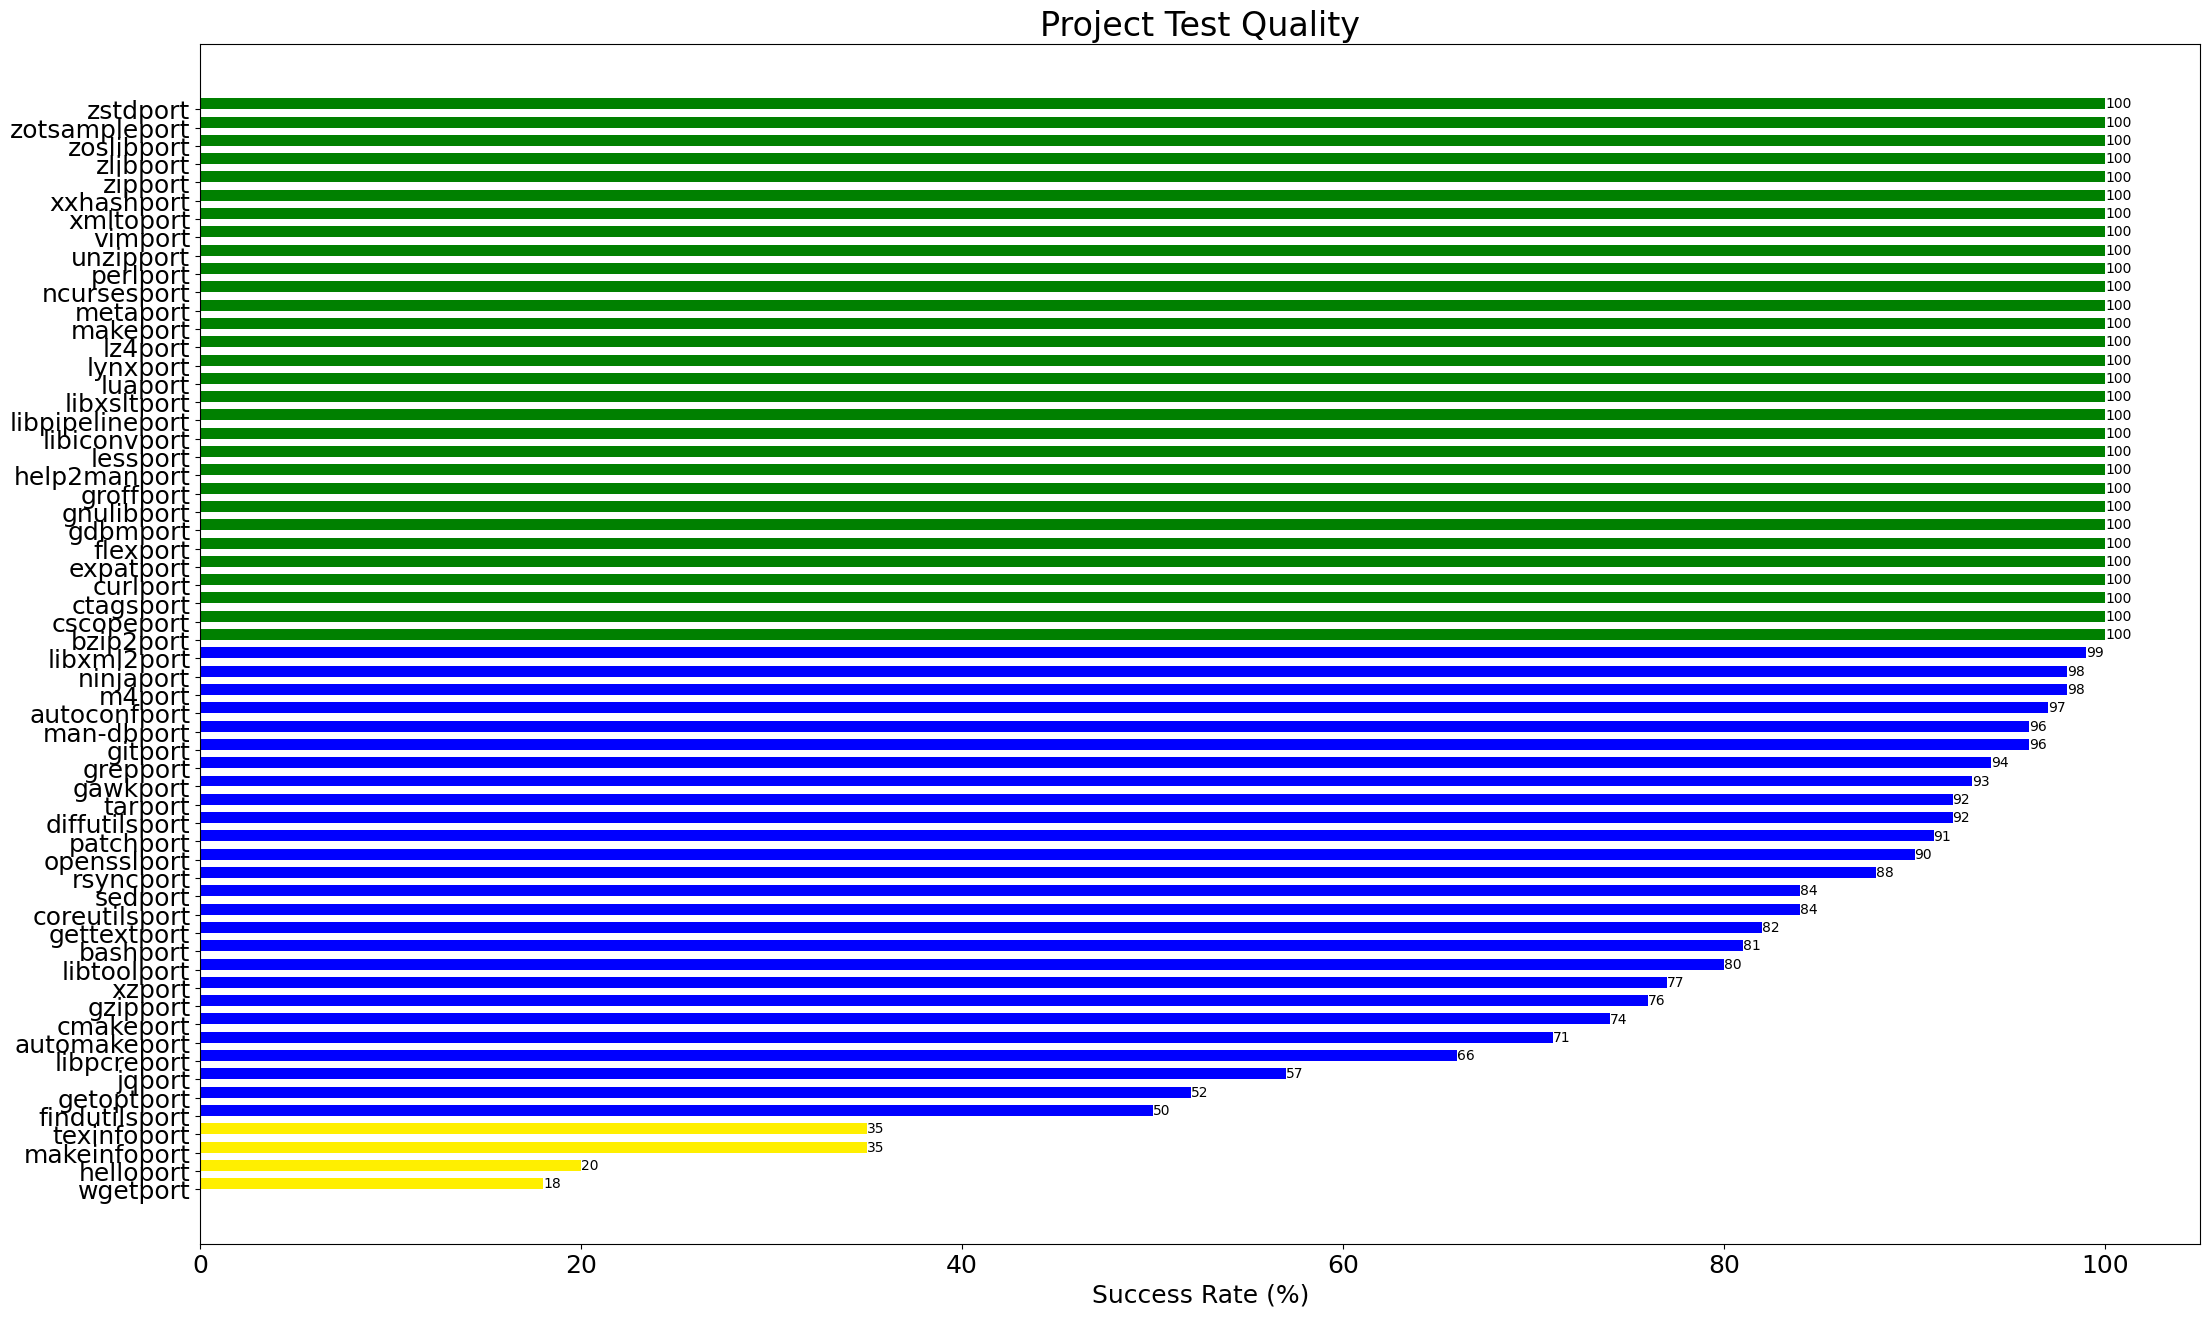 Project Test Quality
zstdport 100
zotsampleport 100
zoslibport 100
zlibport 100
zipport 100
xxhashport 100
xmltoport 100
vimport 100
unzipport 100
perlport 100
ncursesport 100
metaport 100
makeport 100
lz4port 100
lynxport 100
luaport 100
libxsltport 100
libpipelineport 100
libiconvport 100
lessport 100
help2manport 100
groffport 100
gnulibport 100
gdbmport 100
flexport 100
expatport 100
curlport 100
ctagsport 100
cscopeport 100
bzip2port 100
libxml2port 99
ninjaport 98
m4port 98
autoconfport 97
man-dbport 96
gitport 96
grepport 94
gawkport 93
tarport 92
diffutilsport 92
patchport 91
opensslport 90
rsyncport 88
sedport 84
coreutilsport 84
gettextport 82
bashport 81
libtoolport 80
xzport 77
gzipport 76
cmakeport 74
automakeport 71
libpcreport 66
jqport 57
getoptport 52
findutilsport 50
texinfoport 35
makeinfoport 35
helloport 20
wgetport 18
0 20 40 60 80 100
Success Rate (%)